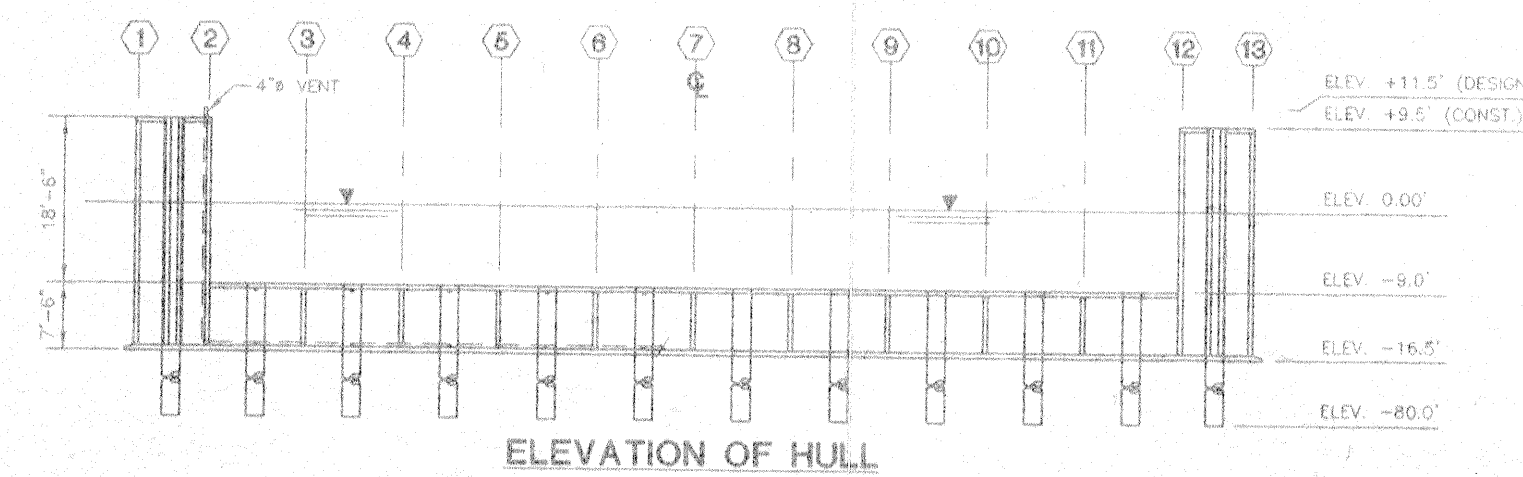 1 2 3 4 5 6 7 8 9 10 11 12 13
4"ø VENT
℄
ELEV. +11.5' (DESIGN
ELEV. +9.5' (CONST.)
18'-6"
ELEV. 0.00'
ELEV. -9.0'
7'-6"
ELEV. -16.5'
ELEV. -80.0'
ELEVATION OF HULL